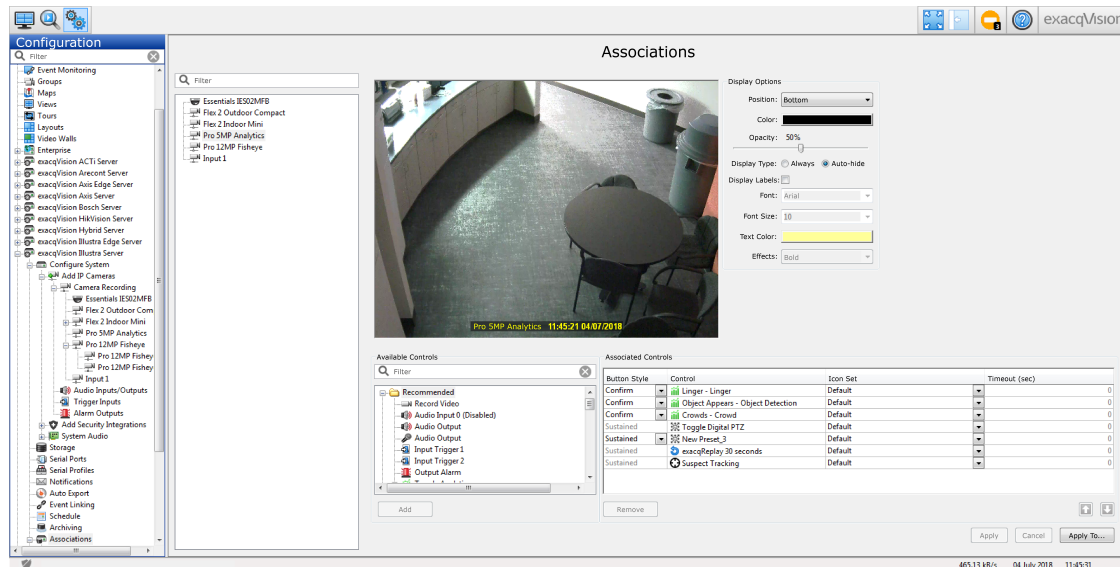 exacqVision
Configuration
Filter
Event Monitoring
Groups
Maps
Views
Tours
Layouts
Video Walls
Enterprise
exacqVision ACTi Server
exacqVision Arecont Server
exacqVision Axis Edge Server
exacqVision Axis Server
exacqVision Bosch Server
exacqVision HikVision Server
exacqVision Hybrid Server
exacqVision Illustra Edge Server
exacqVision Illustra Server
Configure System
Add IP Cameras
Camera Recording
Essentials IES02MFB
Flex 2 Outdoor Com
Flex 2 Indoor Mini
Pro 5MP Analytics
Pro 12MP Fisheye
Pro 12MP Fishey
Pro 12MP Fishey
Input 1
Audio Inputs/Outputs
Trigger Inputs
Alarm Outputs
Add Security Integrations
System Audio
Storage
Serial Ports
Serial Profiles
Notifications
Auto Export
Event Linking
Schedule
Archiving
Associations
Associations
Filter
Essentials IES02MFB
Flex 2 Outdoor Compact
Flex 2 Indoor Mini
Pro 5MP Analytics
Pro 12MP Fisheye
Input 1
Pro 5MP Analytics 11:45:21 04/07/2018
Display Options
Position: Bottom
Color:
Opacity: 50%
Display Type: Always Auto-hide
Display Labels:
Font: Arial
Font Size: 10
Text Color:
Effects: Bold
Available Controls
Filter
Recommended
Record Video
Audio Input 0 (Disabled)
Audio Output
Audio Output
Input Trigger 1
Input Trigger 2
Output Alarm
Add
Associated Controls
Button Style Control Icon Set Timeout (sec)
Confirm Linger - Linger Default 0
Confirm Object Appears - Object Detection Default 0
Confirm Crowds - Crowd Default 0
Sustained Toggle Digital PTZ Default 0
Sustained New Preset_3 Default 0
Sustained exacqReplay 30 seconds Default 0
Sustained Suspect Tracking Default 0
Remove
Apply Cancel Apply To...
465.13 kB/s 04 July 2018 11:45:31